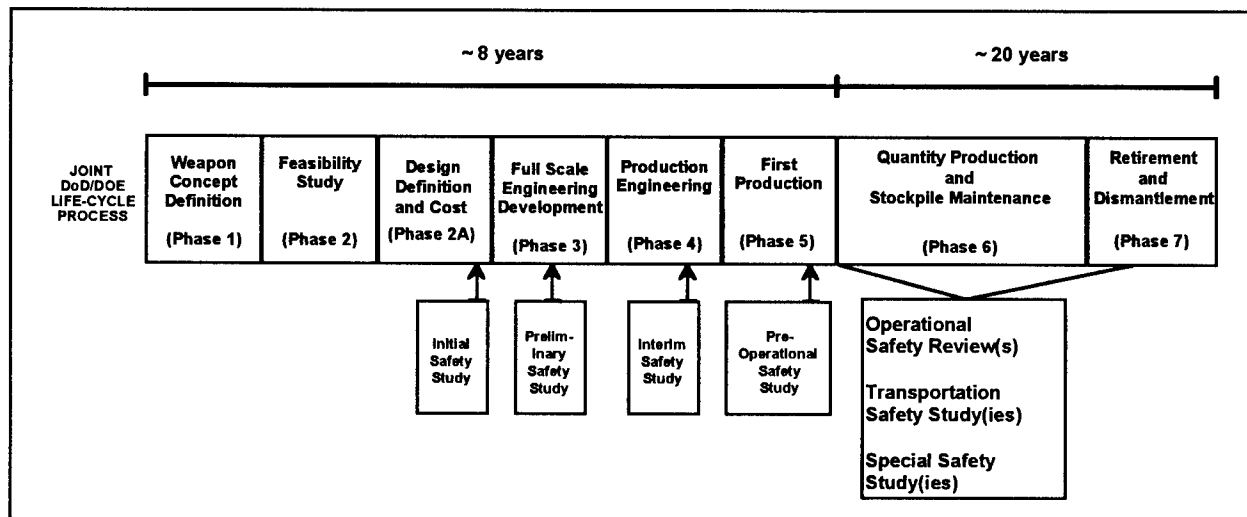 ~ 8 years
~ 20 years
JOINT
DoD/DOE
LIFE-CYCLE
PROCESS
Weapon
Concept
Definition
(Phase 1)
Feasibility
Study
(Phase 2)
Design
Definition
and Cost
(Phase 2A)
Full Scale
Engineering
Development
(Phase 3)
Production
Engineering
(Phase 4)
First
Production
(Phase 5)
Quantity Production
and
Stockpile Maintenance
(Phase 6)
Retirement
and
Dismantlement
(Phase 7)
Initial
Safety
Study
Prelim-
inary
Safety
Study
Interim
Safety
Study
Pre-
Operational
Safety
Study
Operational
Safety Review(s)
Transportation
Safety Study(ies)
Special Safety
Study(ies)